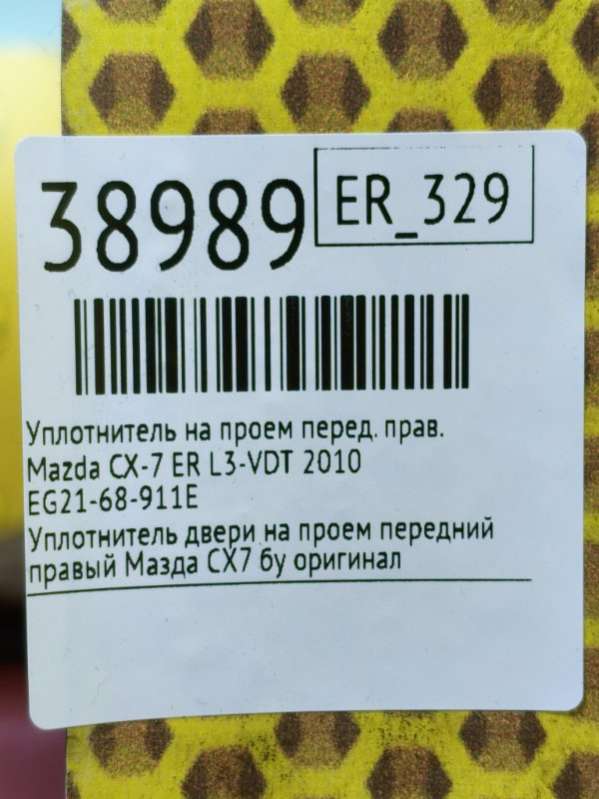 38989
ER_329
Уплотнитель на проем перед. прав.
Mazda CX-7 ER L3-VDT 2010
EG21-68-911E
Уплотнитель двери на проем передний
правый Мазда СХ7 бу оригинал